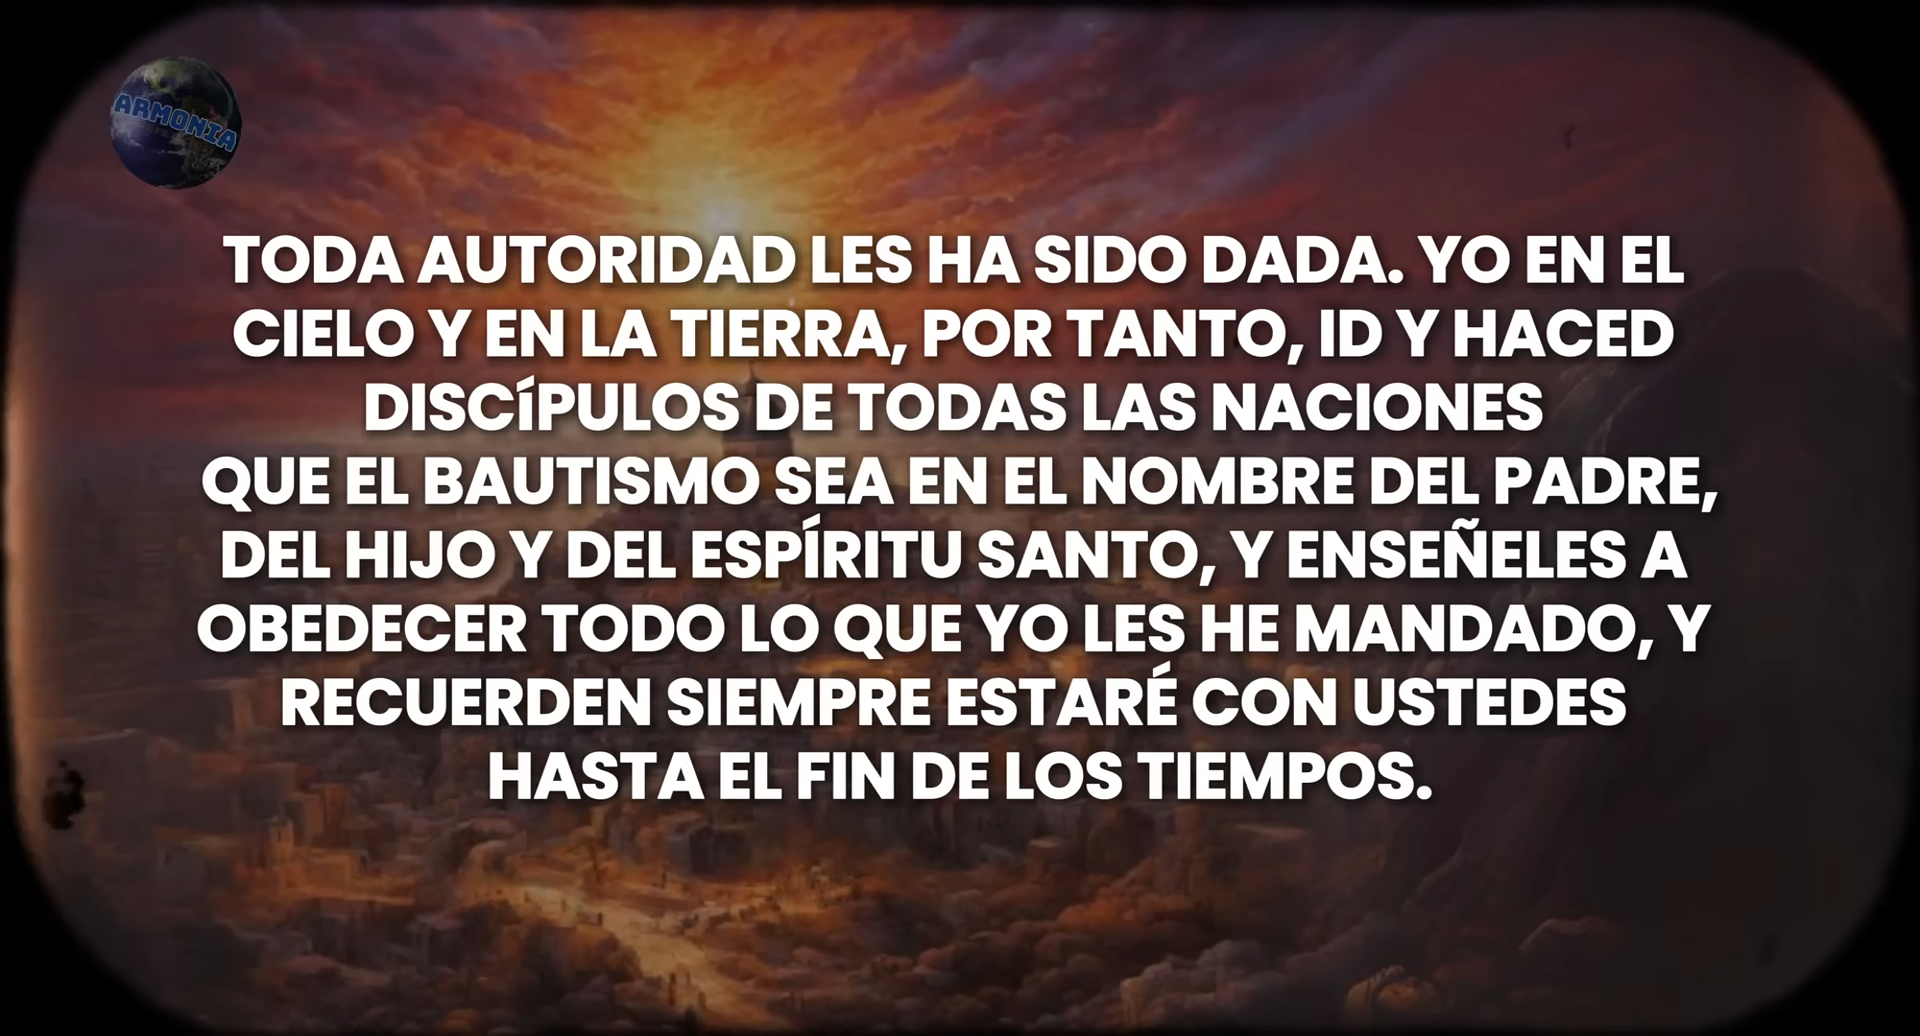 ARMONIA
TODA AUTORIDAD LES HA SIDO DADA. YO EN EL
CIELO Y EN LA TIERRA, POR TANTO, ID Y HACED
DISCíPULOS DE TODAS LAS NACIONES
QUE EL BAUTISMO SEA EN EL NOMBRE DEL PADRE,
DEL HIJO Y DEL ESPÍRITU SANTO, Y ENSEÑELES A
OBEDECER TODO LO QUE YO LES HE MANDADO, Y
RECUERDEN SIEMPRE ESTARÉ CON USTEDES
HASTA EL FIN DE LOS TIEMPOS.